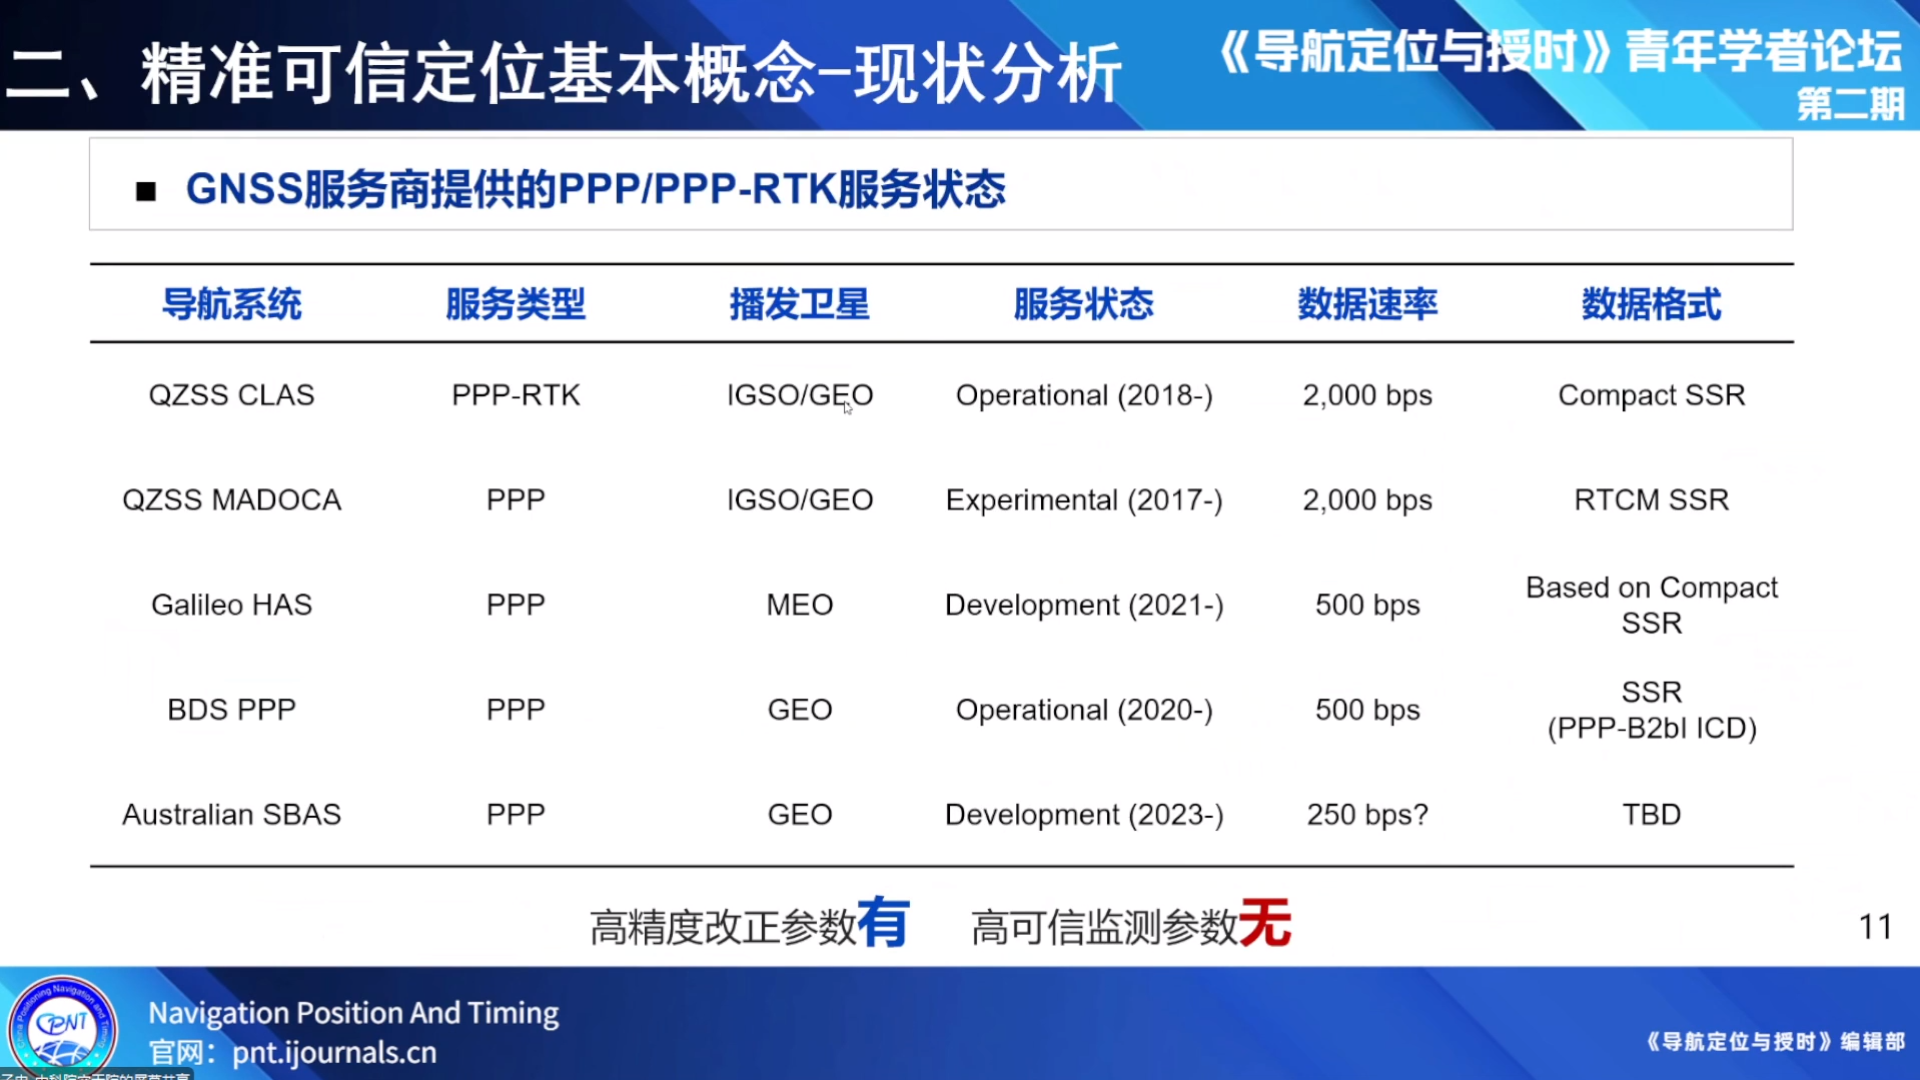 二、精准可信定位基本概念-现状分析
《导航定位与授时》青年学者论坛
第二期
■ GNSS服务商提供的PPP/PPP-RTK服务状态
导航系统 服务类型 播发卫星 服务状态 数据速率 数据格式
QZSS CLAS PPP-RTK IGSO/GEO Operational (2018-) 2,000 bps Compact SSR
QZSS MADOCA PPP IGSO/GEO Experimental (2017-) 2,000 bps RTCM SSR
Galileo HAS PPP MEO Development (2021-) 500 bps Based on Compact
SSR
BDS PPP PPP GEO Operational (2020-) 500 bps SSR
(PPP-B2bI ICD)
Australian SBAS PPP GEO Development (2023-) 250 bps? TBD
高精度改正参数有 高可信监测参数无
11
China Positioning Navigation and Timing
CPNT
Navigation Position And Timing
官网：pnt.ijournals.cn
《导航定位与授时》编辑部